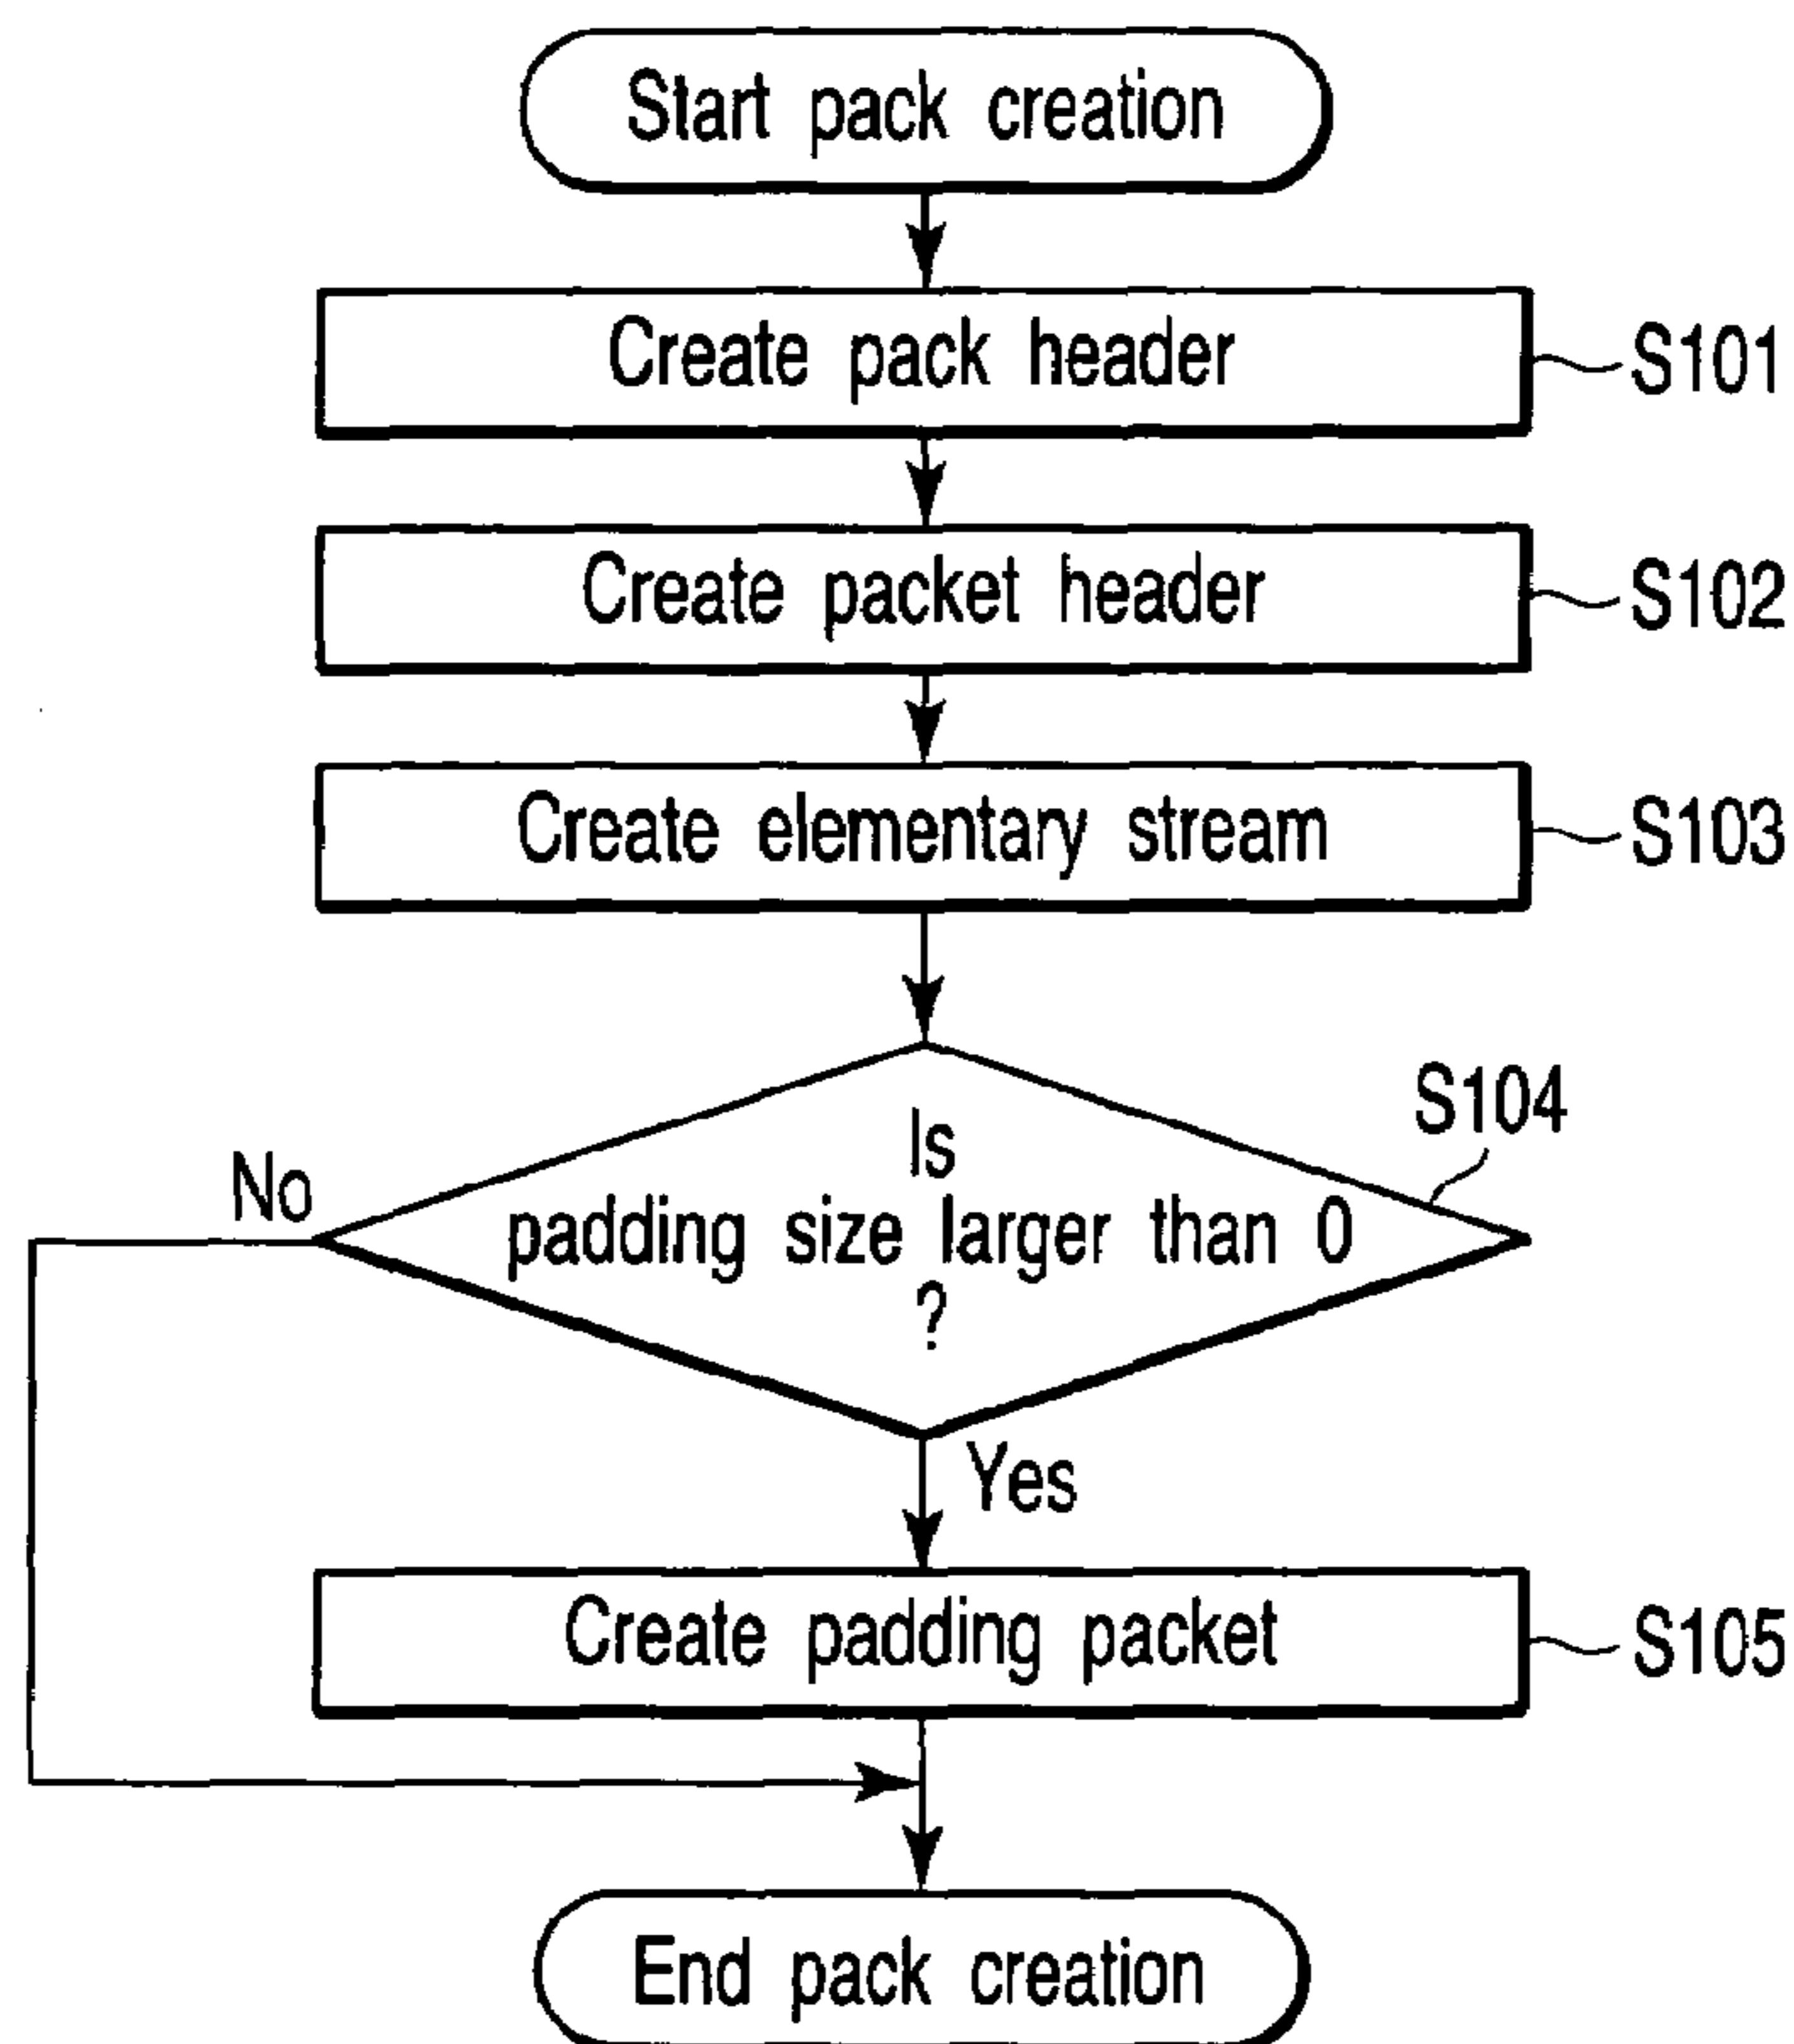 Start pack creation
Create pack header
S101
Create packet header
S102
Create elementary stream
S103
S104
No
Is
padding size larger than 0
?
Yes
Create padding packet
S105
End pack creation